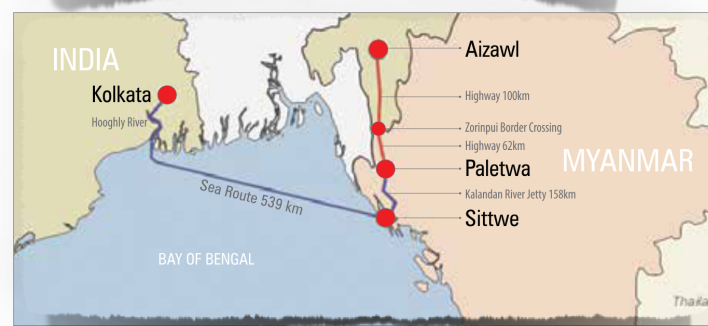 INDIA
Kolkata
Hooghly River
Sea Route 539 km
BAY OF BENGAL
Aizawl
Highway 100km
Zorinpui Border Crossing
Highway 62km
Paletwa
MYANMAR
Kalandan River Jetty 158km
Sittwe